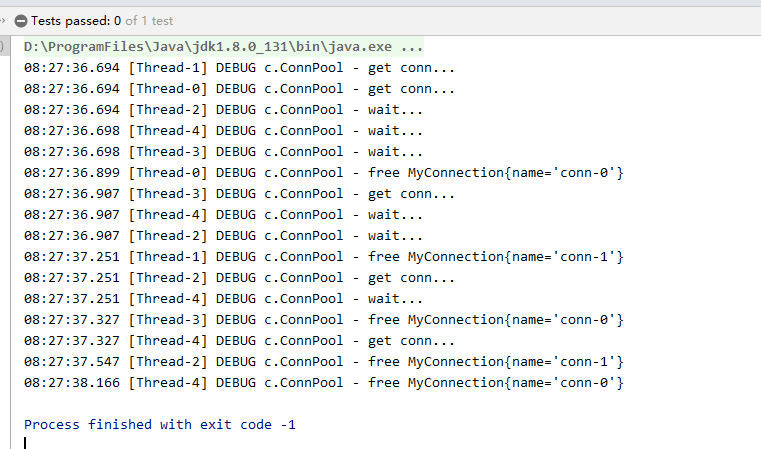 Tests passed: 0 of 1 test
D:\ProgramFiles\Java\jdk1.8.0_131\bin\java.exe ...
08:27:36.694 [Thread-1] DEBUG c.ConnPool - get conn...
08:27:36.694 [Thread-0] DEBUG c.ConnPool - get conn...
08:27:36.694 [Thread-2] DEBUG c.ConnPool - wait...
08:27:36.698 [Thread-4] DEBUG c.ConnPool - wait...
08:27:36.698 [Thread-3] DEBUG c.ConnPool - wait...
08:27:36.899 [Thread-0] DEBUG c.ConnPool - free MyConnection{name='conn-0'}
08:27:36.907 [Thread-3] DEBUG c.ConnPool - get conn...
08:27:36.907 [Thread-4] DEBUG c.ConnPool - wait...
08:27:36.907 [Thread-2] DEBUG c.ConnPool - wait...
08:27:37.251 [Thread-1] DEBUG c.ConnPool - free MyConnection{name='conn-1'}
08:27:37.251 [Thread-2] DEBUG c.ConnPool - get conn...
08:27:37.251 [Thread-4] DEBUG c.ConnPool - wait...
08:27:37.327 [Thread-3] DEBUG c.ConnPool - free MyConnection{name='conn-0'}
08:27:37.327 [Thread-4] DEBUG c.ConnPool - get conn...
08:27:37.547 [Thread-2] DEBUG c.ConnPool - free MyConnection{name='conn-1'}
08:27:38.166 [Thread-4] DEBUG c.ConnPool - free MyConnection{name='conn-0'}
Process finished with exit code -1